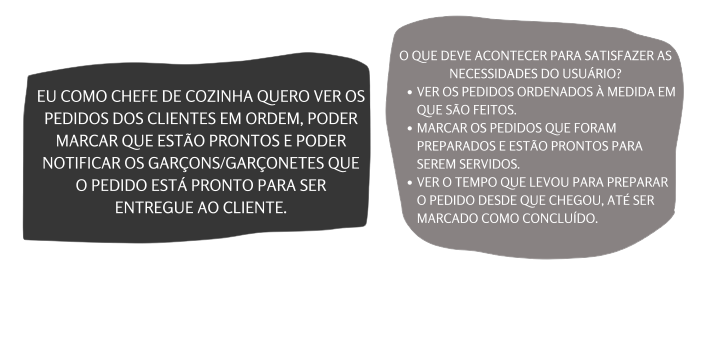 EU COMO CHEFE DE COZINHA QUERO VER OS
PEDIDOS DOS CLIENTES EM ORDEM, PODER
MARCAR QUE ESTÃO PRONTOS E PODER
NOTIFICAR OS GARÇONS/GARÇONETES QUE
O PEDIDO ESTÁ PRONTO PARA SER
ENTREGUE AO CLIENTE.
O QUE DEVE ACONTECER PARA SATISFAZER AS
NECESSIDADES DO USUÁRIO?
• VER OS PEDIDOS ORDENADOS À MEDIDA EM
QUE SÃO FEITOS.
• MARCAR OS PEDIDOS QUE FORAM
PREPARADOS E ESTÃO PRONTOS PARA
SEREM SERVIDOS.
• VER O TEMPO QUE LEVOU PARA PREPARAR
O PEDIDO DESDE QUE CHEGOU, ATÉ SER
MARCADO COMO CONCLUÍDO.